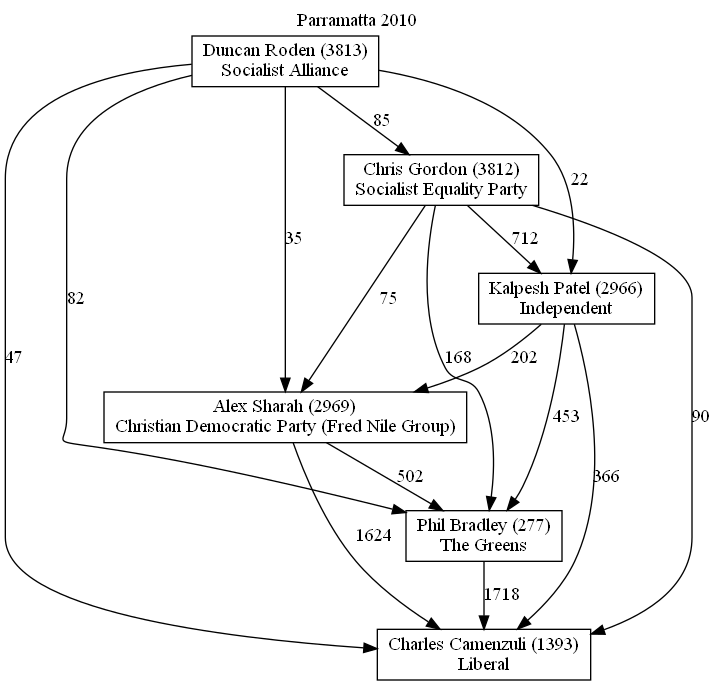 Parramatta 2010
Duncan Roden (3813)
Socialist Alliance
85
Chris Gordon (3812)
Socialist Equality Party
22
35
712
75
Kalpesh Patel (2966)
Independent
82
47
168
202
Alex Sharah (2969)
Christian Democratic Party (Fred Nile Group)
453
90
502
366
1624
Phil Bradley (277)
The Greens
1718
Charles Camenzuli (1393)
Liberal